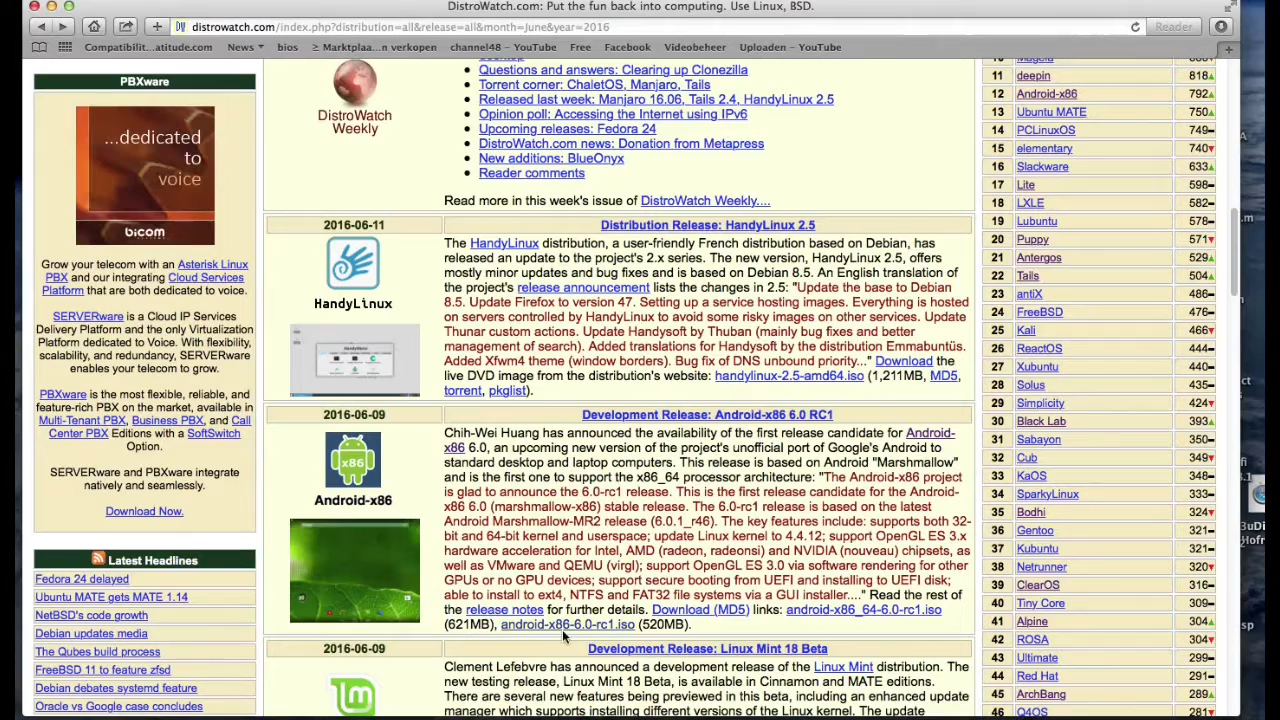 DistroWatch.com: Put the fun back into computing. Use Linux, BSD.
distrowatch.com/index.php?distribution=all&release=all&month=June&year=2016
Reader
Compatibilit...atitude.com News bios ≥ Marktplaa...n verkopen channel48 – YouTube Free Facebook Videobeheer Uploaden – YouTube
PBXware
...dedicated
to
voice
bicom
Grow your telecom with an Asterisk Linux
PBX and our integrating Cloud Services
Platform that are both dedicated to voice.
SERVERware is a Cloud IP Services
Delivery Platform and the only Virtualization
Platform dedicated to Voice. With flexibility,
scalability, and redundancy, SERVERware
enables your telecom to grow.
PBXware is the most flexible, reliable, and
feature-rich PBX on the market, available in
Multi-Tenant PBX, Business PBX, and Call
Center PBX Editions with a SoftSwitch
Option.
SERVERware and PBXware integrate
natively and seamlessly.
Download Now.
Latest Headlines
Fedora 24 delayed
Ubuntu MATE gets MATE 1.14
NetBSD's code growth
Debian updates media
The Qubes build process
FreeBSD 11 to feature zfsd
Debian debates systemd feature
Oracle vs Google case concludes
DistroWatch
Weekly
Questions and answers: Clearing up Clonezilla
Torrent corner: ChaletOS, Manjaro, Tails
Released last week: Manjaro 16.06, Tails 2.4, HandyLinux 2.5
Opinion poll: Accessing the Internet using IPv6
Upcoming releases: Fedora 24
DistroWatch.com news: Donation from Metapress
New additions: BlueOnyx
Reader comments
Read more in this week's issue of DistroWatch Weekly....
2016-06-11
Distribution Release: HandyLinux 2.5
HandyLinux
The HandyLinux distribution, a user-friendly French distribution based on Debian, has
released an update to the project's 2.x series. The new version, HandyLinux 2.5, offers
mostly minor updates and bug fixes and is based on Debian 8.5. An English translation of
the project's release announcement lists the changes in 2.5: "Update the base to Debian
8.5. Update Firefox to version 47. Setting up a service hosting images. Everything is hosted
on servers controlled by HandyLinux to avoid some risky images on other services. Update
Thunar custom actions. Update Handysoft by Thuban (mainly bug fixes and better
management of search). Added translations for Handysoft by the distribution Emmabuntüs.
Added Xfwm4 theme (window borders). Bug fix of DNS unbound priority..." Download the
live DVD image from the distribution's website: handylinux-2.5-amd64.iso (1,211MB, MD5,
torrent, pkglist).
2016-06-09
Development Release: Android-x86 6.0 RC1
x86
Android-x86
Chih-Wei Huang has announced the availability of the first release candidate for Android-
x86 6.0, an upcoming new version of the project's unofficial port of Google's Android to
standard desktop and laptop computers. This release is based on Android "Marshmallow"
and is the first one to support the x86_64 processor architecture: "The Android-x86 project
is glad to announce the 6.0-rc1 release. This is the first release candidate for the Android-
x86 6.0 (marshmallow-x86) stable release. The 6.0-rc1 release is based on the latest
Android Marshmallow-MR2 release (6.0.1_r46). The key features include: supports both 32-
bit and 64-bit kernel and userspace; update Linux kernel to 4.4.12; support OpenGL ES 3.x
hardware acceleration for Intel, AMD (radeon, radeonsi) and NVIDIA (nouveau) chipsets, as
well as VMware and QEMU (virgl); support OpenGL ES 3.0 via software rendering for other
GPUs or no GPU devices; support secure booting from UEFI and installing to UEFI disk;
able to install to ext4, NTFS and FAT32 file systems via a GUI installer...." Read the rest of
the release notes for further details. Download (MD5) links: android-x86_64-6.0-rc1.iso
(621MB), android-x86-6.0-rc1.iso (520MB).
2016-06-09
Development Release: Linux Mint 18 Beta
Clement Lefebvre has announced a development release of the Linux Mint distribution. The
new testing release, Linux Mint 18 Beta, is available in Cinnamon and MATE editions.
There are several new features being previewed in this beta, including an enhanced update
manager which supports installing different versions of the Linux kernel. The
11 deepin 818
12 Android-x86 792
13 Ubuntu MATE 750
14 PCLinuxOS 749
15 elementary 740
16 Slackware 633
17 Lite 598
18 LXLE 582
19 Lubuntu 578
20 Puppy 571
21 Antergos 529
22 Tails 504
23 antiX 486
24 FreeBSD 476
25 Kali 466
26 ReactOS 444
27 Xubuntu 440
28 Solus 435
29 Simplicity 424
30 Black Lab 393
31 Sabayon 350
32 Cub 349
33 KaOS 348
34 SparkyLinux 333
35 Bodhi 324
36 Gentoo 321
37 Kubuntu 321
38 Netrunner 320
39 ClearOS 316
40 Tiny Core 309
41 Alpine 304
42 ROSA 304
43 Ultimate 298
44 Red Hat 291
45 ArchBang 289
46 Q4OS 281